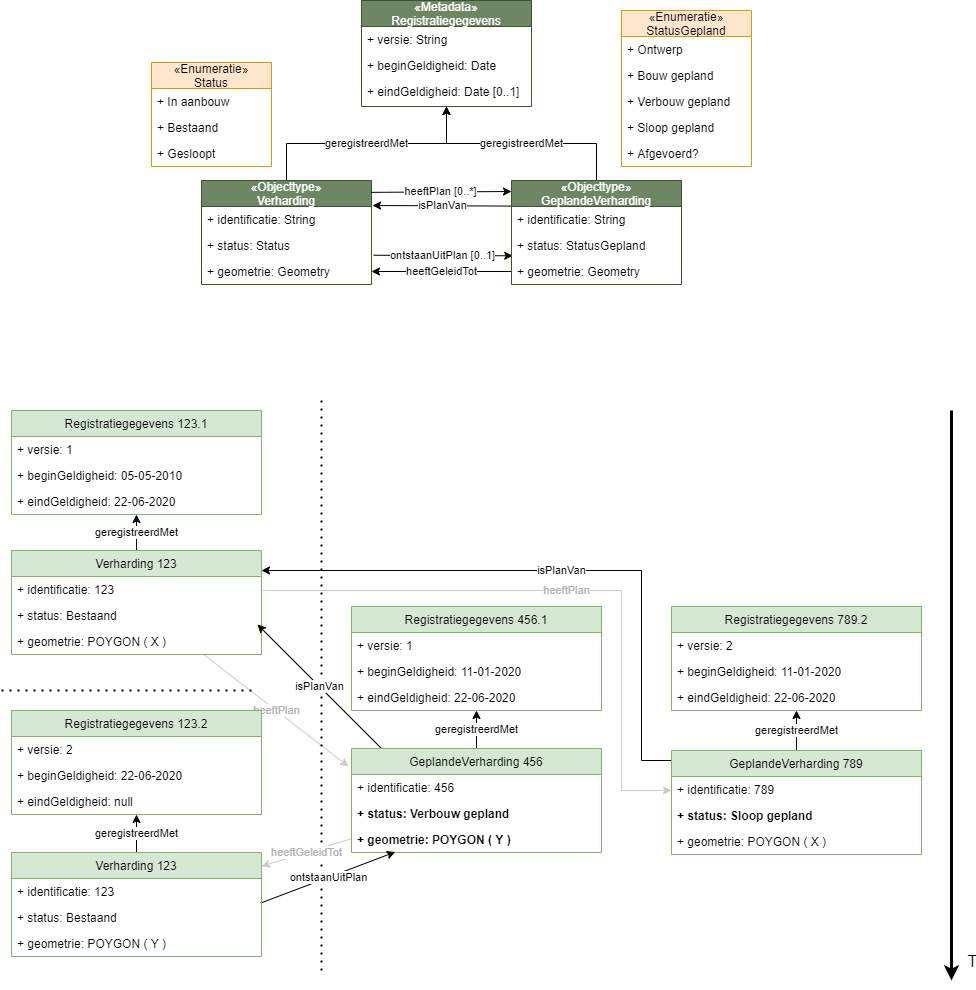 «Metadata»
Registratiegegevens
+ versie: String
+ beginGeldigheid: Date
+ eindGeldigheid: Date [0..1]
«Enumeratie»
StatusGepland
+ Ontwerp
+ Bouw gepland
+ Verbouw gepland
+ Sloop gepland
+ Afgevoerd?
«Enumeratie»
Status
+ In aanbouw
+ Bestaand
+ Gesloopt
geregistreerdMet
geregistreerdMet
«Objecttype»
Verharding
+ identificatie: String
+ status: Status
+ geometrie: Geometry
heeftPlan [0..*]
isPlanVan
ontstaanUitPlan [0..1]
heeftGeleidTot
«Objecttype»
GeplandeVerharding
+ identificatie: String
+ status: StatusGepland
+ geometrie: Geometry
Registratiegegevens 123.1
+ versie: 1
+ beginGeldigheid: 05-05-2010
+ eindGeldigheid: 22-06-2020
geregistreerdMet
Verharding 123
+ identificatie: 123
+ status: Bestaand
+ geometrie: POYGON ( X )
isPlanVan
heeftPlan
Registratiegegevens 456.1
+ versie: 1
+ beginGeldigheid: 11-01-2020
+ eindGeldigheid: 22-06-2020
geregistreerdMet
Registratiegegevens 789.2
+ versie: 2
+ beginGeldigheid: 11-01-2020
+ eindGeldigheid: 22-06-2020
geregistreerdMet
isPlanVan
heeftPlan
Registratiegegevens 123.2
+ versie: 2
+ beginGeldigheid: 22-06-2020
+ eindGeldigheid: null
geregistreerdMet
GeplandeVerharding 456
+ identificatie: 456
+ status: Verbouw gepland
+ geometrie: POYGON ( Y )
GeplandeVerharding 789
+ identificatie: 789
+ status: Sloop gepland
+ geometrie: POYGON ( X )
heeftGeleidTot
ontstaanUitPlan
Verharding 123
+ identificatie: 123
+ status: Bestaand
+ geometrie: POYGON ( Y )
T